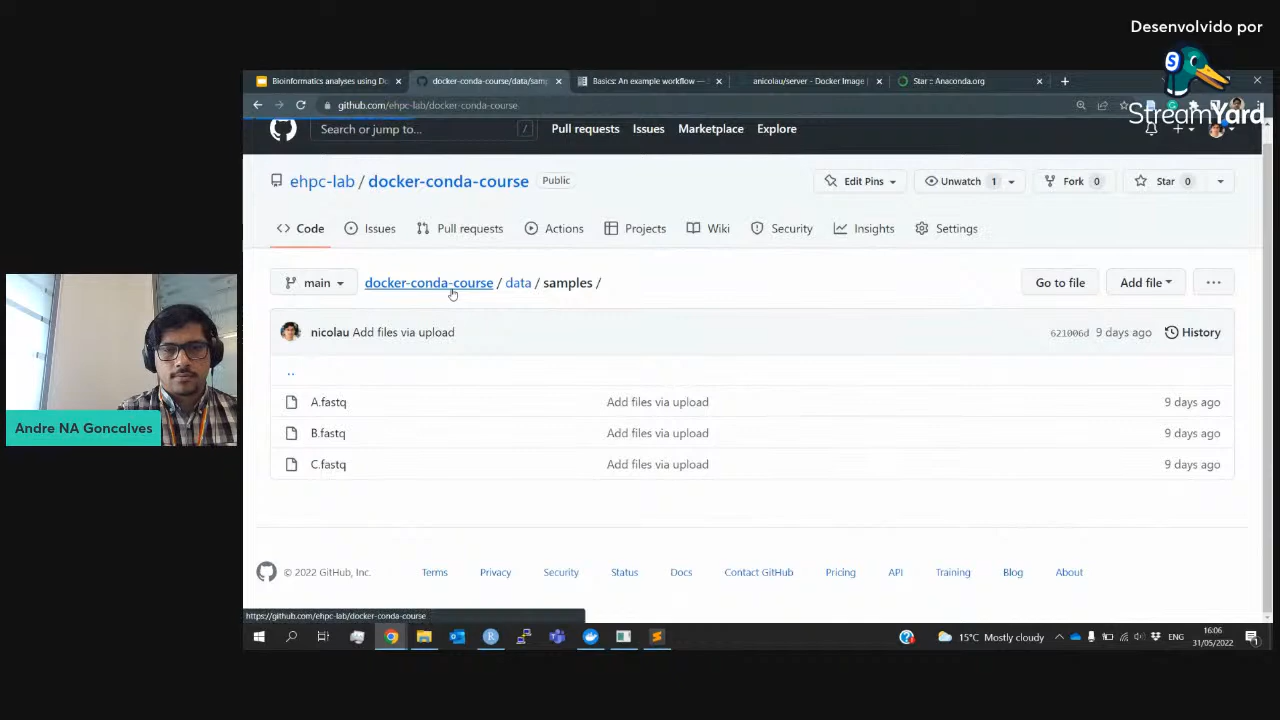 Desenvolvido por
StreamYard
Bioinformatics analyses using Do
docker-conda-course/data/samp
Basics: An example workflow —
anicolau/server - Docker Image |
Star :: Anaconda.org
github.com/ehpc-lab/docker-conda-course
Search or jump to...
/
Pull requests
Issues
Marketplace
Explore
ehpc-lab / docker-conda-course
Public
Edit Pins
Unwatch 1
Fork 0
Star 0
Code
Issues
Pull requests
Actions
Projects
Wiki
Security
Insights
Settings
main
docker-conda-course / data / samples /
Go to file
Add file
nicolau Add files via upload
621006d 9 days ago
History
..
A.fastq Add files via upload 9 days ago
B.fastq Add files via upload 9 days ago
C.fastq Add files via upload 9 days ago
Andre NA Goncalves
© 2022 GitHub, Inc.
Terms
Privacy
Security
Status
Docs
Contact GitHub
Pricing
API
Training
Blog
About
https://github.com/ehpc-lab/docker-conda-course
15°C Mostly cloudy
ENG
16:06
31/05/2022